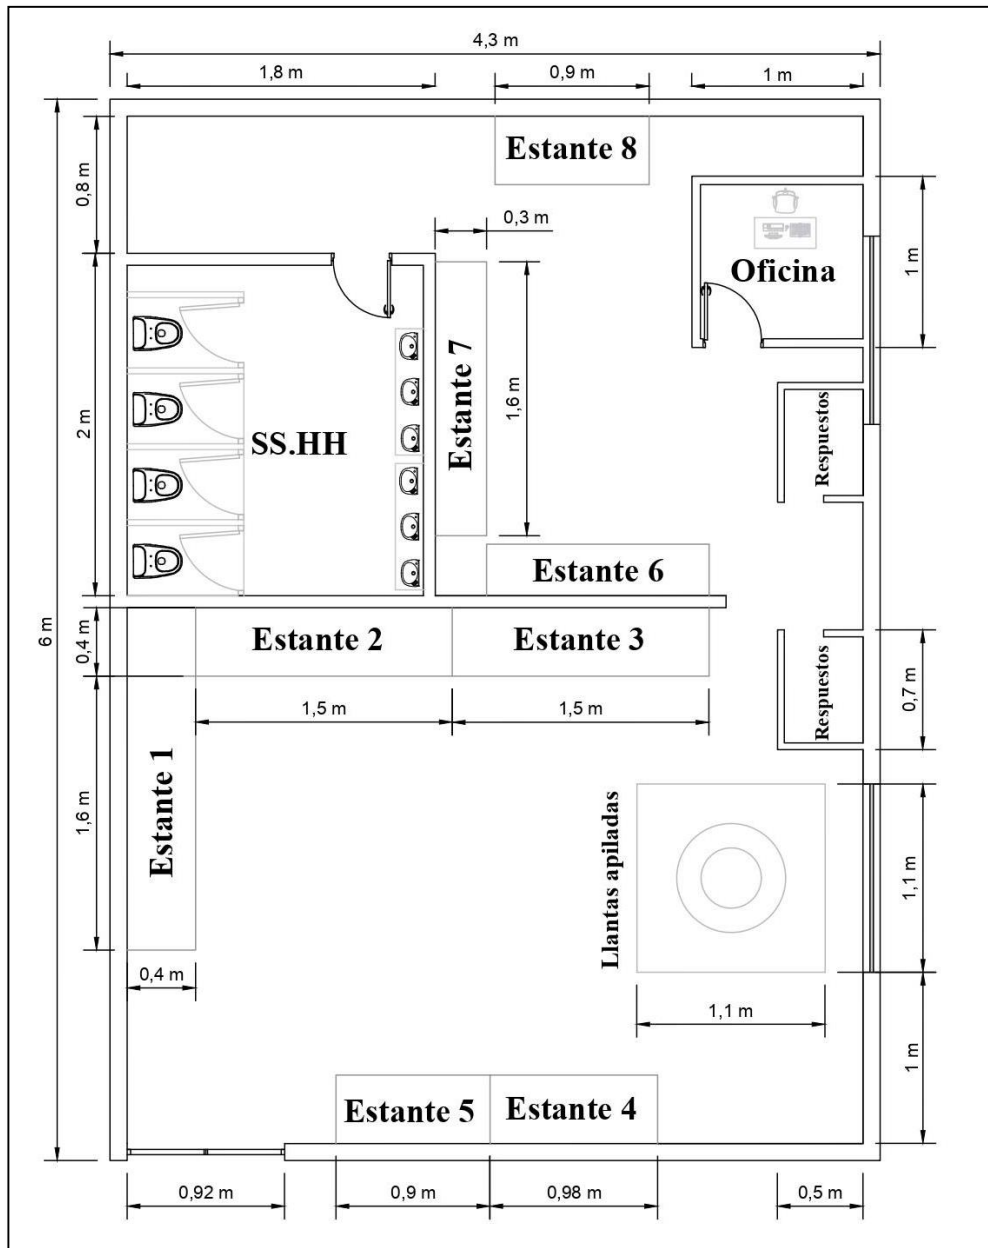 4,3 m
1,8 m
0,9 m
1 m
Estante 8
0,8 m
0,3 m
Oficina
1 m
Estante 7
1,6 m
2 m
SS.HH
Respuestos
Estante 6
6 m
0,4 m
Estante 2
Estante 3
Respuestos
0,7 m
1,5 m
1,5 m
Estante 1
1,6 m
Llantas apiladas
1,1 m
0,4 m
1,1 m
1 m
Estante 5
Estante 4
0,92 m
0,9 m
0,98 m
0,5 m